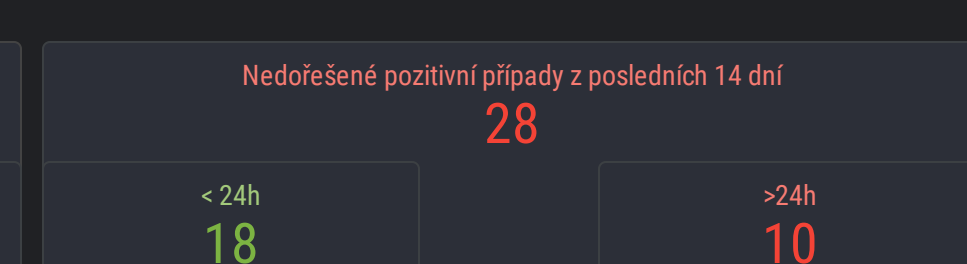 Nedořešené pozitivní případy z posledních 14 dní
28
< 24h
>24h
18
10